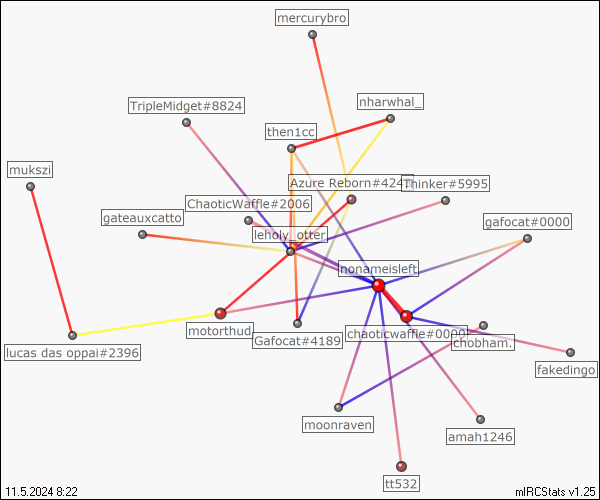 mercurybro
nharwhal_
TripleMidget#8824
then1cc
mukszi
Azure Reborn#424
Thinker#5995
ChaoticWaffle#2006
gateauxcatto
gafocat#0000
leholy_otter
nonameisleft
motorthud
Gafocat#4189
chaoticwaffle#000
chobham.
lucas das oppai#2396
fakedingo
moonraven
amah1246
tt532
11.5.2024 8:22
mIRCStats v1.25